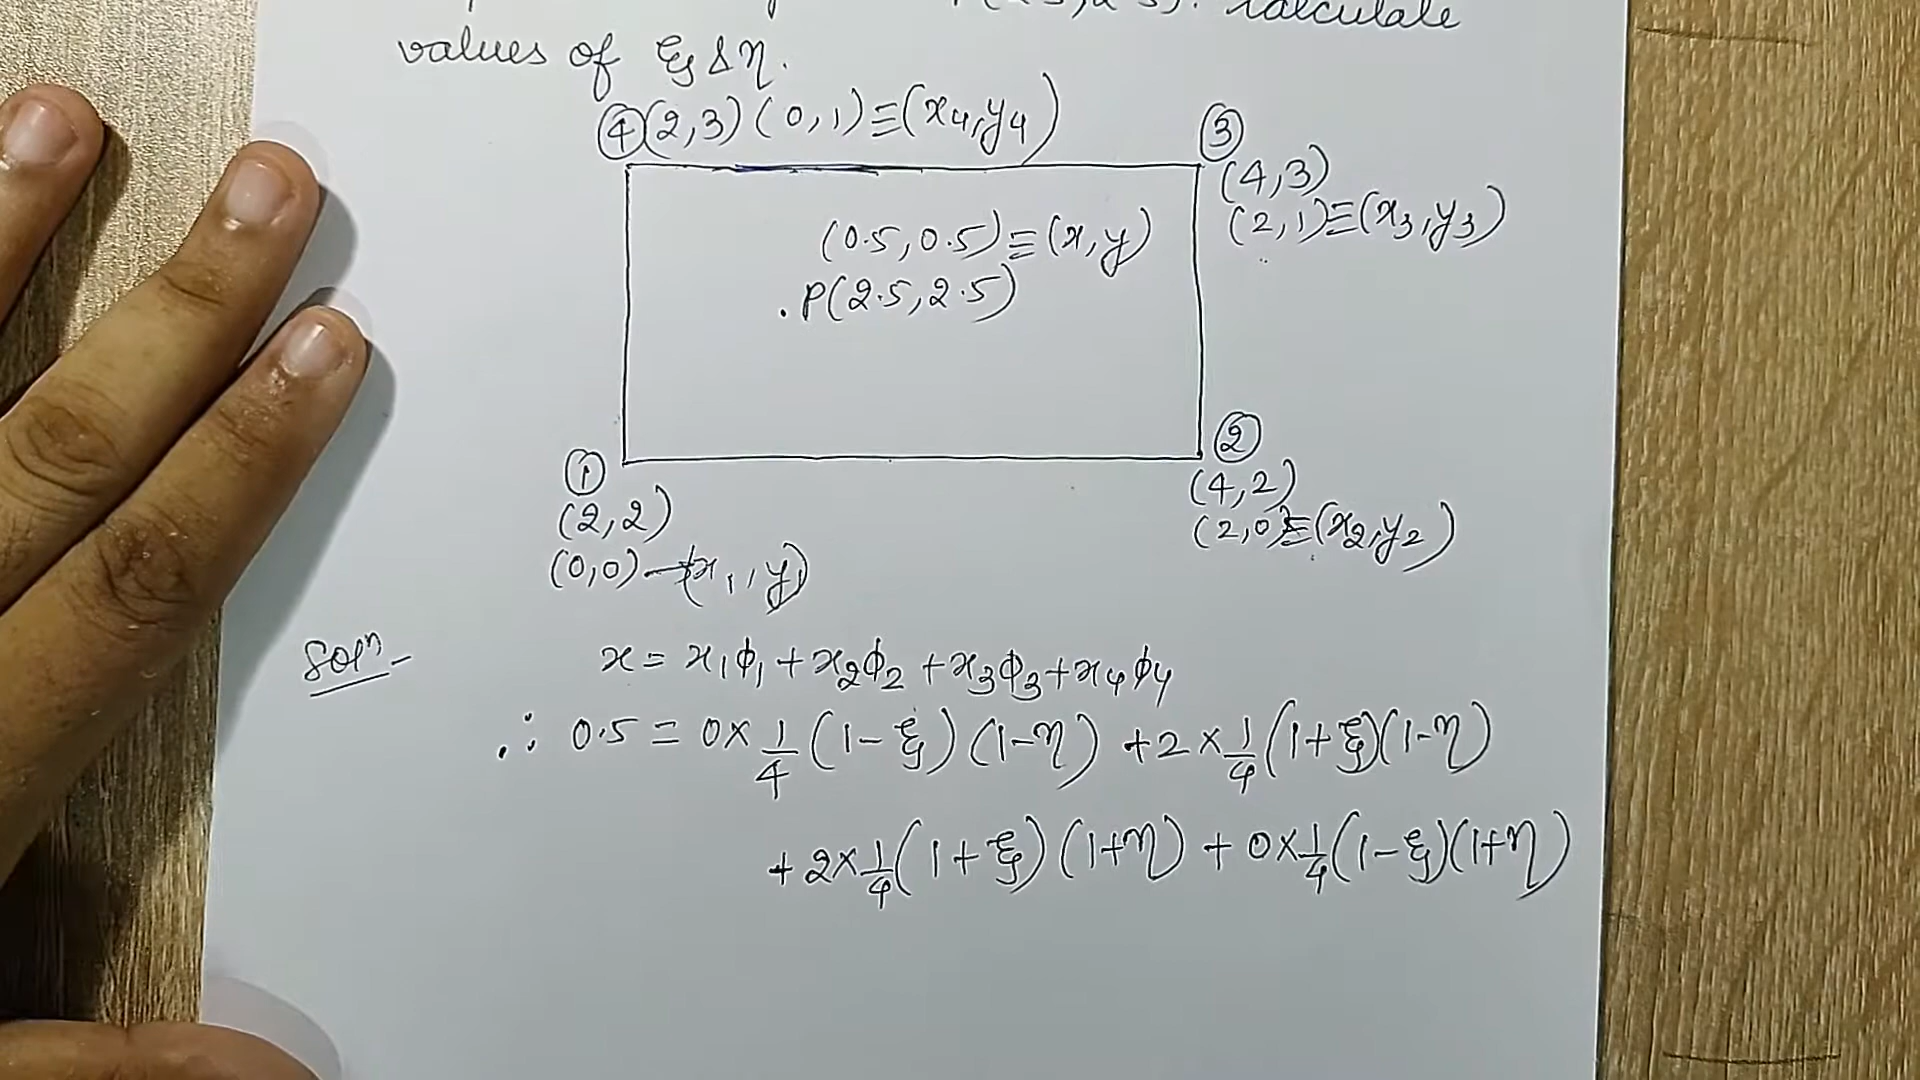 calculate
values of ξ & η.
④ (2,3) (0,1) ≡ (x4,y4)
③
(4,3)
(2,1) ≡ (x3,y3)
(0.5,0.5) ≡ (x,y)
.P(2.5,2.5)
②
(4,2)
(2,0) ≡ (x2,y2)
①
(2,2)
(0,0) → (x1,y1)
Solⁿ-
x = x1ϕ1 + x2ϕ2 + x3ϕ3 + x4ϕ4
∴ 0.5 = 0 × 1/4 (1-ξ) (1-η) + 2 × 1/4 (1+ξ)(1-η)
+ 2 × 1/4 (1+ξ) (1+η) + 0 × 1/4 (1-ξ)(1+η)